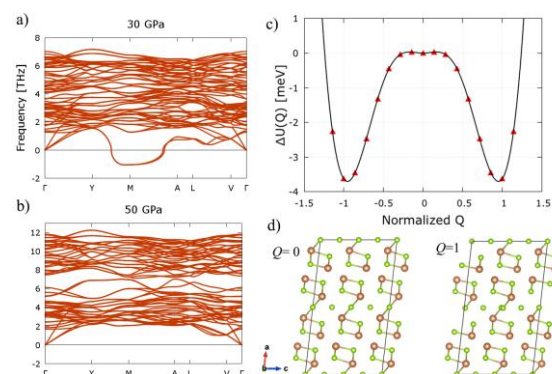 a)
30 GPa
Frequency [THz]
8
6
4
2
0
-2
Γ Y M A L V Γ
b)
50 GPa
12
10
8
6
4
2
0
Γ Y M A L V Γ
c)
ΔU(Q) [meV]
1
0
-1
-2
-3
-4
-1.5 -1 -0.5 0 0.5 1 1.5
Normalized Q
d)
Q= 0
Q=1
a
b
c